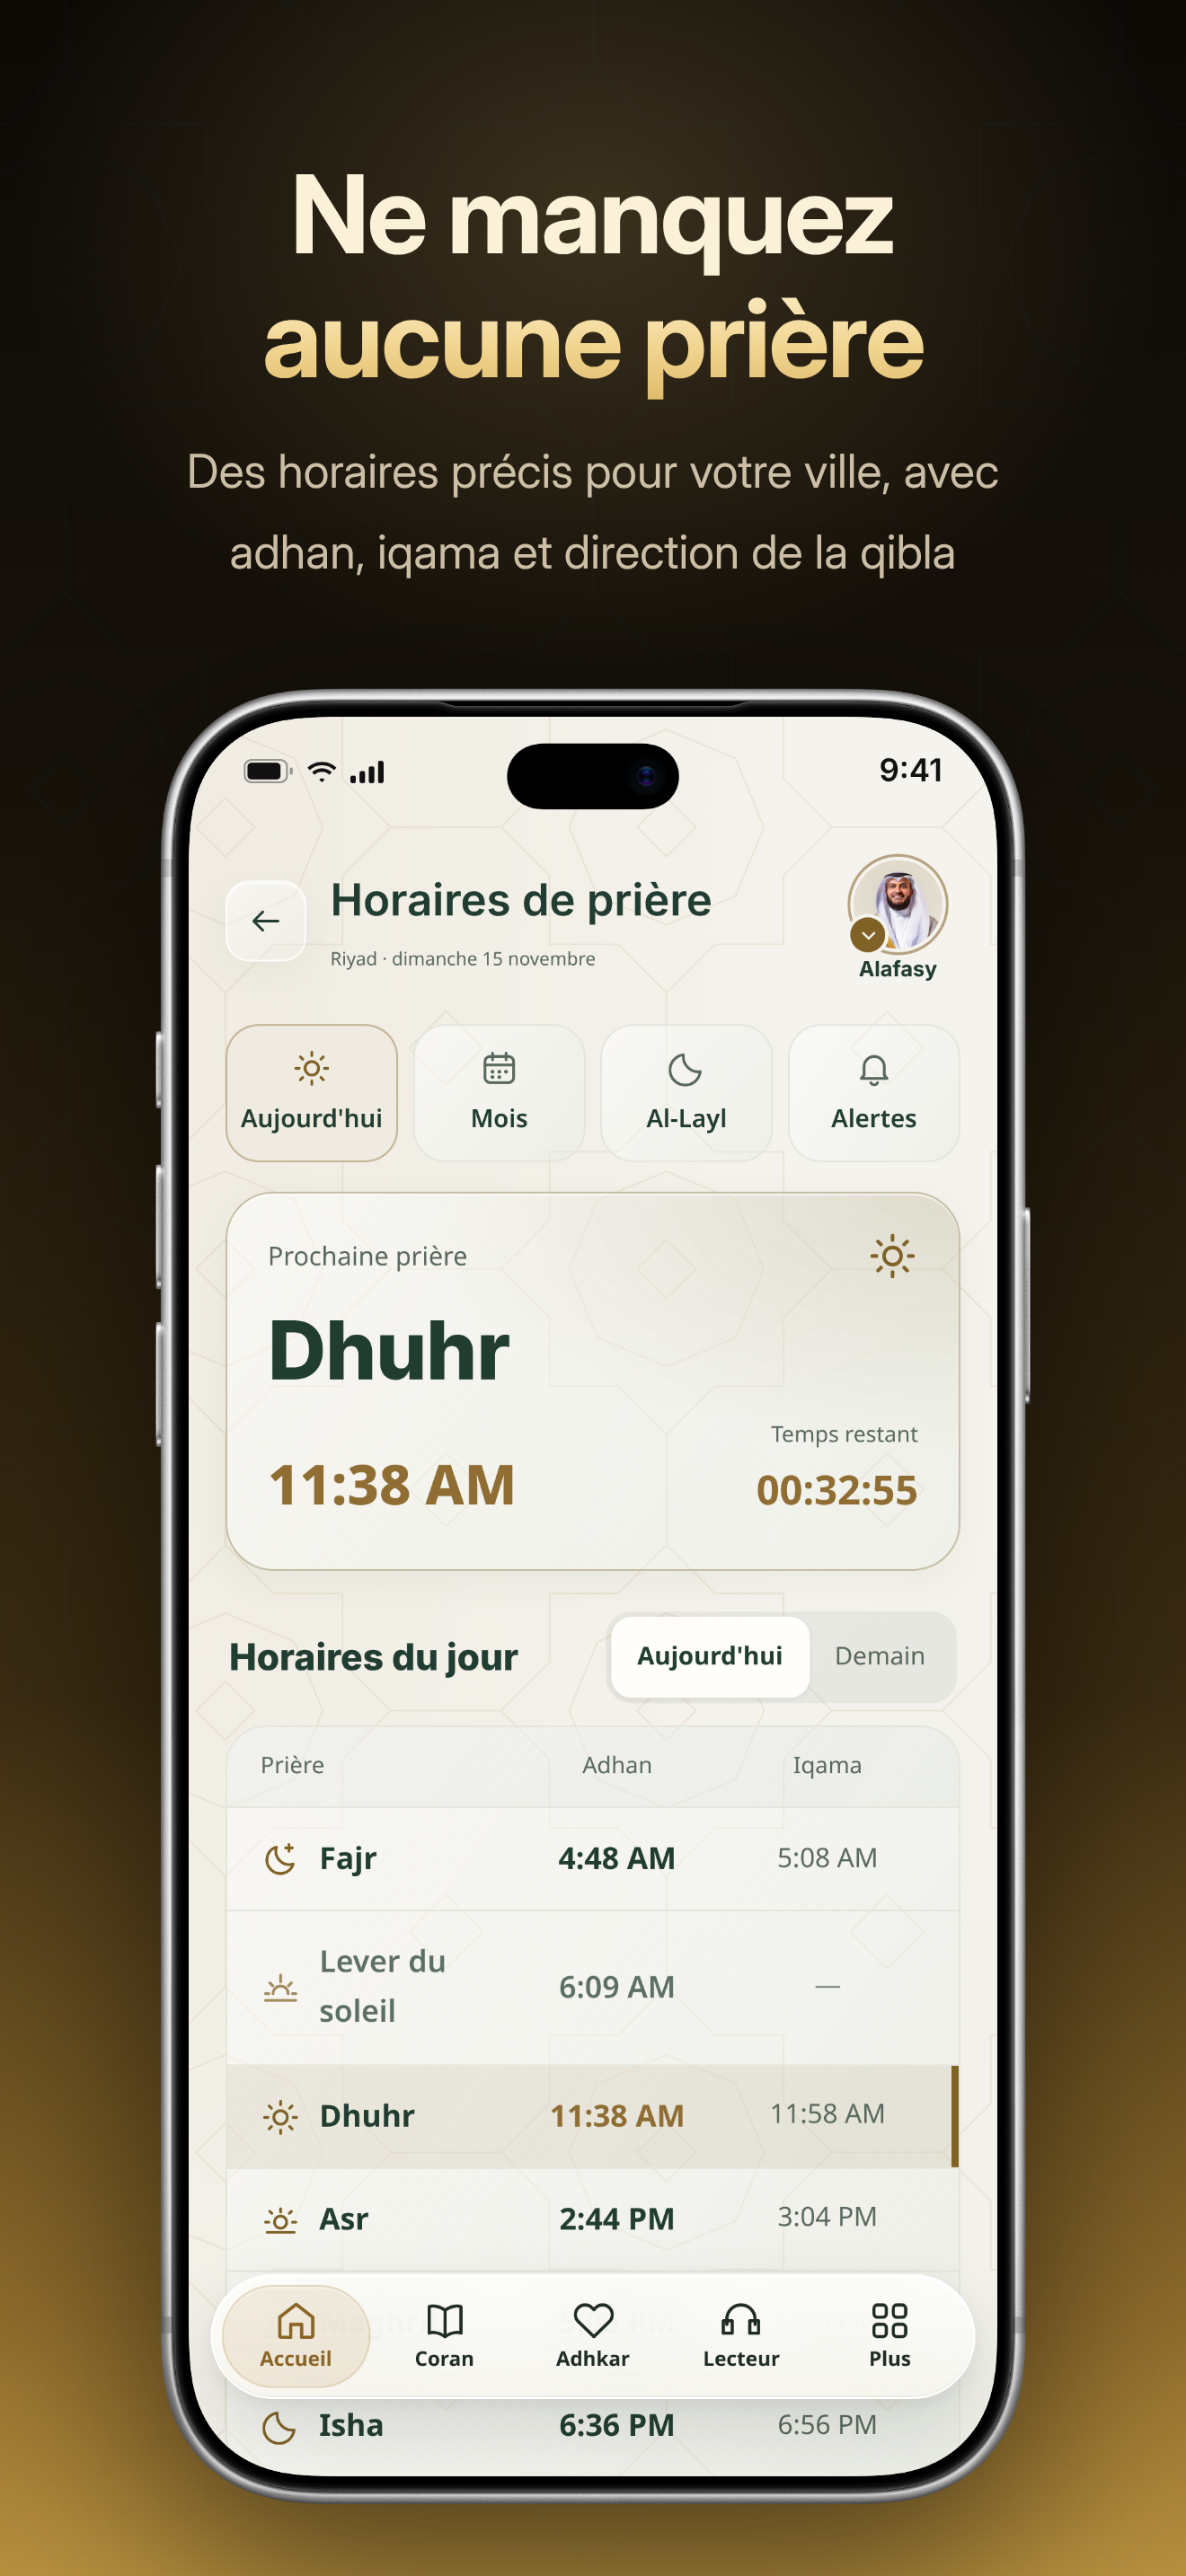 Ne manquez
aucune prière
Des horaires précis pour votre ville, avec
adhan, iqama et direction de la qibla
9:41
Horaires de prière
Riyad · dimanche 15 novembre
Alafasy
Aujourd'hui
Mois
Al-Layl
Alertes
Prochaine prière
Dhuhr
Temps restant
11:38 AM
00:32:55
Horaires du jour
Aujourd'hui
Demain
Prière Adhan Iqama
Fajr 4:48 AM 5:08 AM
Lever du
soleil
6:09 AM —
Dhuhr 11:38 AM 11:58 AM
Asr 2:44 PM 3:04 PM
Accueil
Coran
Adhkar
Lecteur
Plus
Isha 6:36 PM 6:56 PM